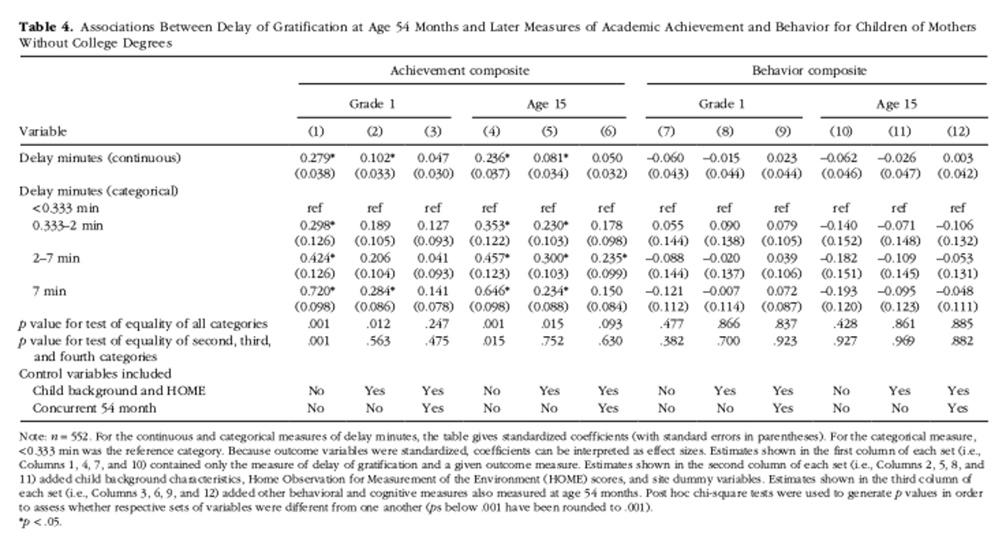 Table 4. Associations Between Delay of Gratification at Age 54 Months and Later Measures of Academic Achievement and Behavior for Children of Mothers
Without College Degrees
Achievement composite Behavior composite
Grade 1 Age 15 Grade 1 Age 15
Variable (1) (2) (3) (4) (5) (6) (7) (8) (9) (10) (11) (12)
Delay minutes (continuous) 0.279* 0.102* 0.047 0.236* 0.081* 0.050 –0.060 –0.015 0.023 –0.062 –0.026 0.003
(0.038) (0.033) (0.030) (0.037) (0.034) (0.032) (0.043) (0.044) (0.044) (0.046) (0.047) (0.042)
Delay minutes (categorical)
<0.333 min ref ref ref ref ref ref ref ref ref ref ref ref
0.333–2 min 0.298* 0.189 0.127 0.353* 0.230* 0.178 0.055 0.090 0.079 –0.140 –0.071 –0.106
(0.126) (0.105) (0.093) (0.122) (0.103) (0.098) (0.144) (0.138) (0.105) (0.152) (0.148) (0.132)
2–7 min 0.424* 0.206 0.041 0.457* 0.300* 0.235* –0.088 –0.020 0.039 –0.182 –0.109 –0.053
(0.126) (0.104) (0.093) (0.123) (0.103) (0.099) (0.144) (0.137) (0.106) (0.151) (0.145) (0.131)
7 min 0.720* 0.284* 0.141 0.646* 0.234* 0.150 –0.121 –0.007 0.072 –0.193 –0.095 –0.048
(0.098) (0.086) (0.078) (0.098) (0.088) (0.084) (0.112) (0.114) (0.087) (0.120) (0.123) (0.111)
p value for test of equality of all categories .001 .012 .247 .001 .015 .093 .477 .866 .837 .428 .861 .885
p value for test of equality of second, third, .001 .563 .475 .015 .752 .630 .382 .700 .923 .927 .969 .882
and fourth categories
Control variables included
Child background and HOME No Yes Yes No Yes Yes No Yes Yes No Yes Yes
Concurrent 54 month No No Yes No No Yes No No Yes No No Yes
Note: n = 552. For the continuous and categorical measures of delay minutes, the table gives standardized coefficients (with standard errors in parentheses). For the categorical measure,
<0.333 min was the reference category. Because outcome variables were standardized, coefficients can be interpreted as effect sizes. Estimates shown in the first column of each set (i.e.,
Columns 1, 4, 7, and 10) contained only the measure of delay of gratification and a given outcome measure. Estimates shown in the second column of each set (i.e., Columns 2, 5, 8, and
11) added child background characteristics, Home Observation for Measurement of the Environment (HOME) scores, and site dummy variables. Estimates shown in the third column of
each set (i.e., Columns 3, 6, 9, and 12) added other behavioral and cognitive measures also measured at age 54 months. Post hoc chi-square tests were used to generate p values in order
to assess whether respective sets of variables were different from one another (ps below .001 have been rounded to .001).
*p < .05.